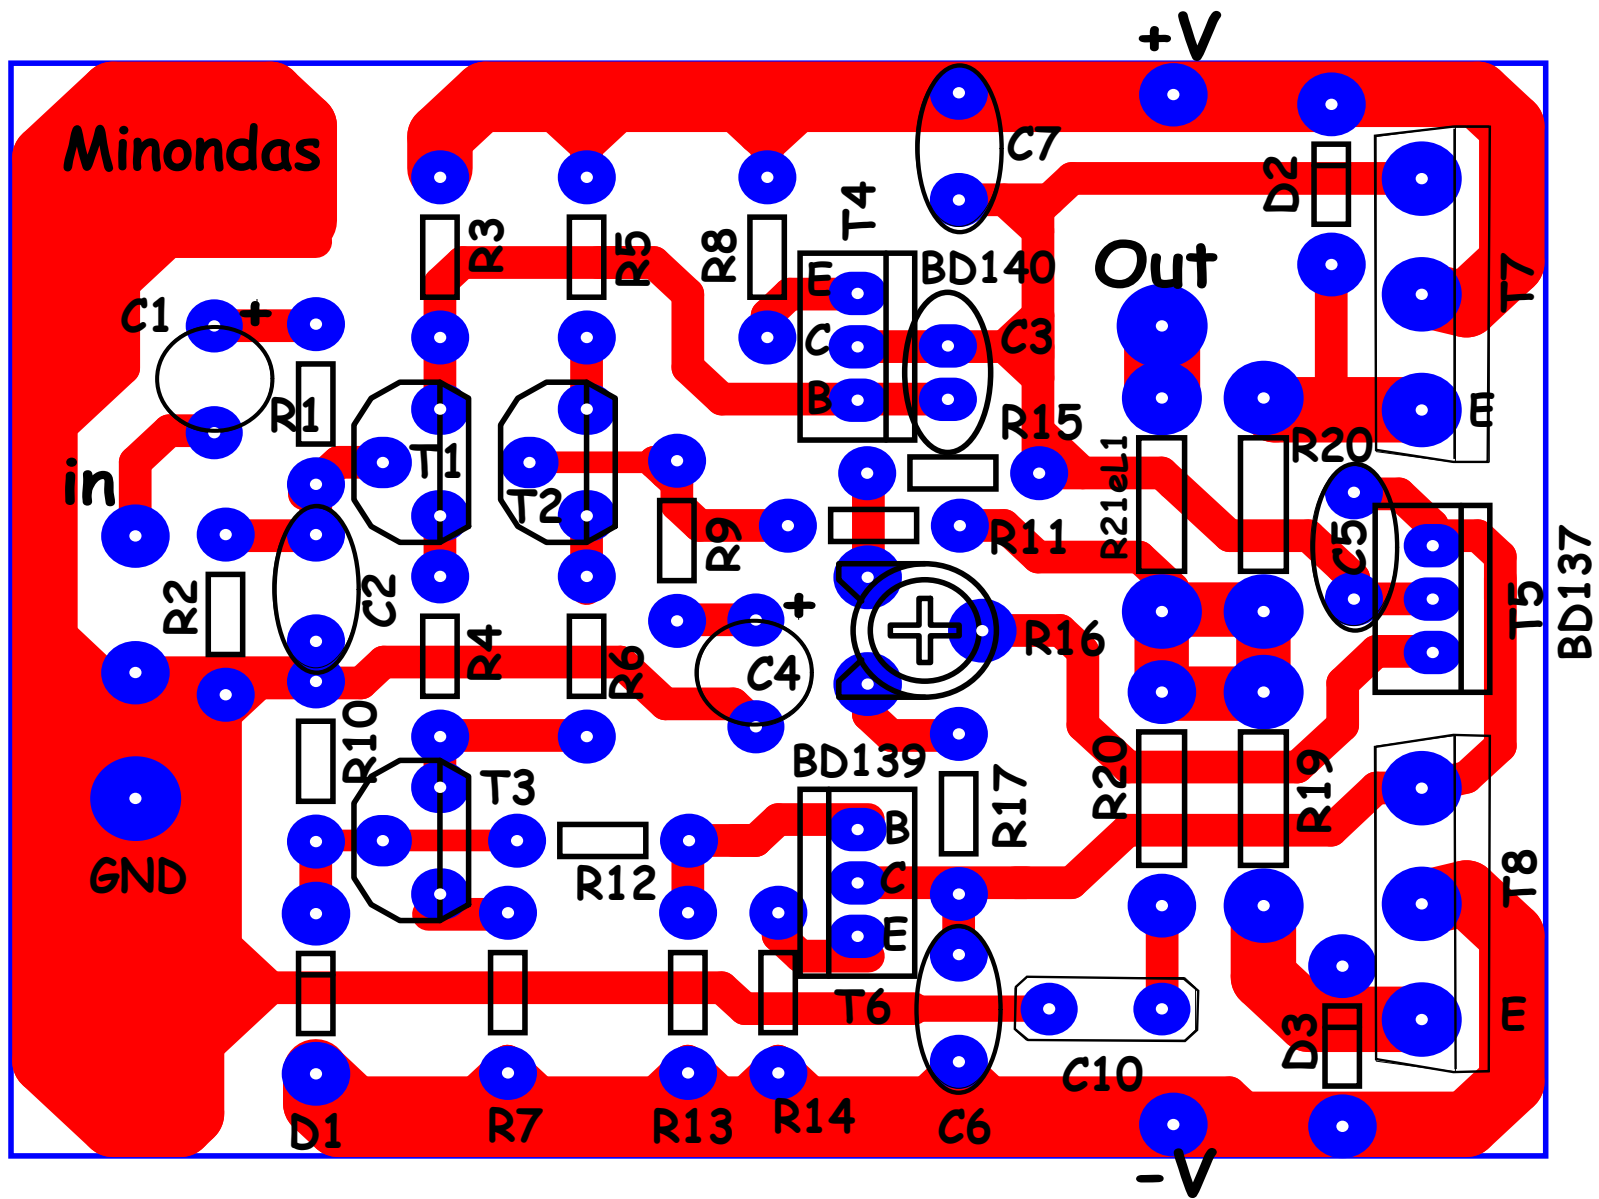 +V
Minondas
C7
D2
T4
R3
R5
R8
BD140
Out
T7
E
C1
+
C
C3
B
R1
E
R15
R20
T1
in
R21eL1
T2
R9
R11
C5
BD137
T5
R2
C2
+
R16
R4
R6
C4
R10
BD139
T3
R17
R20
R19
B
GND
R12
C
T8
E
T6
E
D3
C10
D1
R7
R13
R14
C6
-V